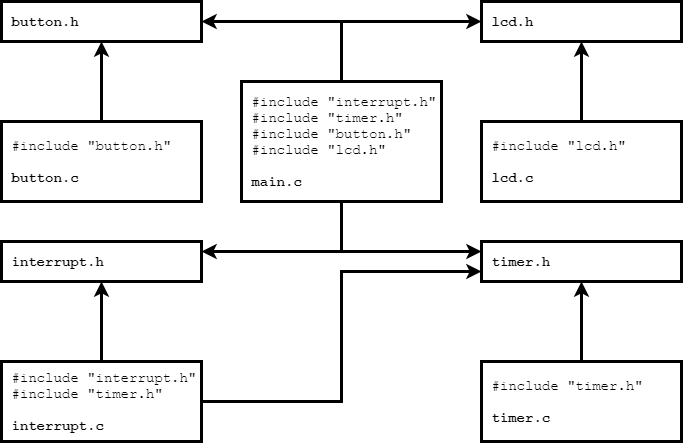 button.h
lcd.h
#include "interrupt.h"
#include "timer.h"
#include "button.h"
#include "lcd.h"
main.c
#include "button.h"
button.c
#include "lcd.h"
lcd.c
interrupt.h
timer.h
#include "interrupt.h"
#include "timer.h"
interrupt.c
#include "timer.h"
timer.c